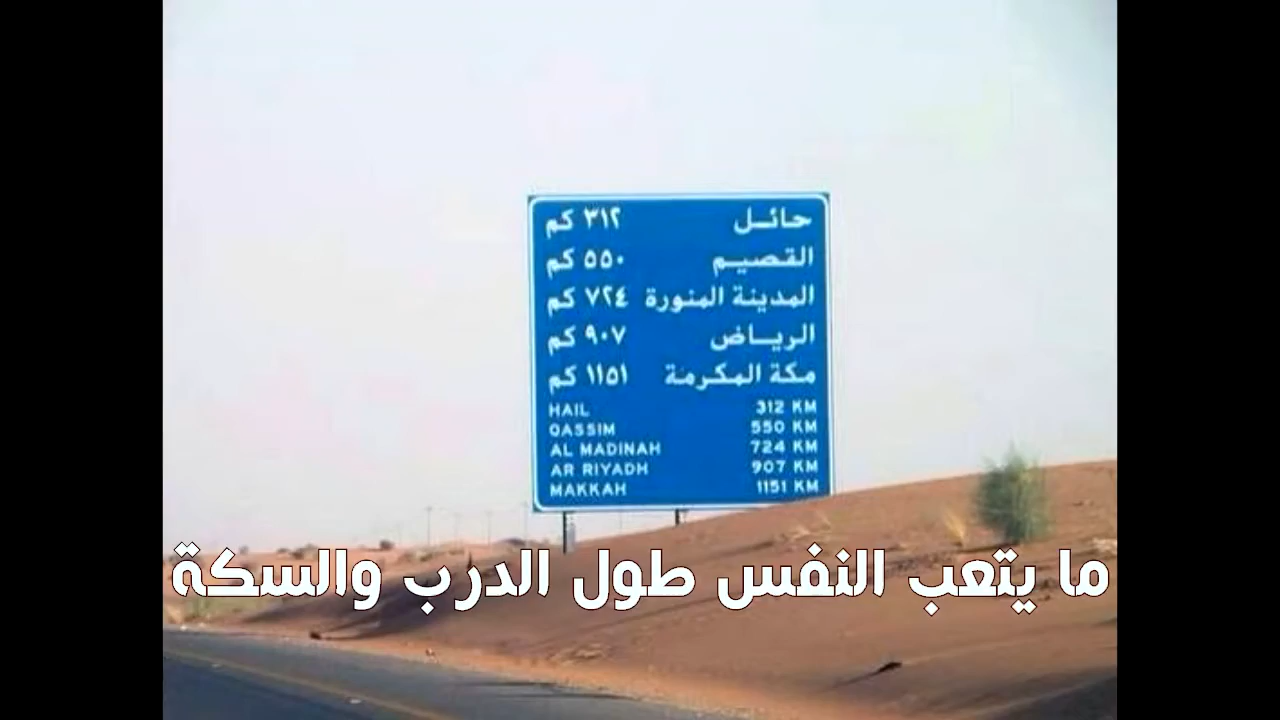 حائل ٣١٢ كم
القصيم ٥٥٠ كم
المدينة المنورة ٧٢٤ كم
الرياض ٩٠٧ كم
مكة المكرمة ١١٥١ كم
HAIL 312 KM
QASSIM 550 KM
AL MADINAH 724 KM
AR RIYADH 907 KM
MAKKAH 1151 KM
ما يتعب النفس طول الدرب والسكة